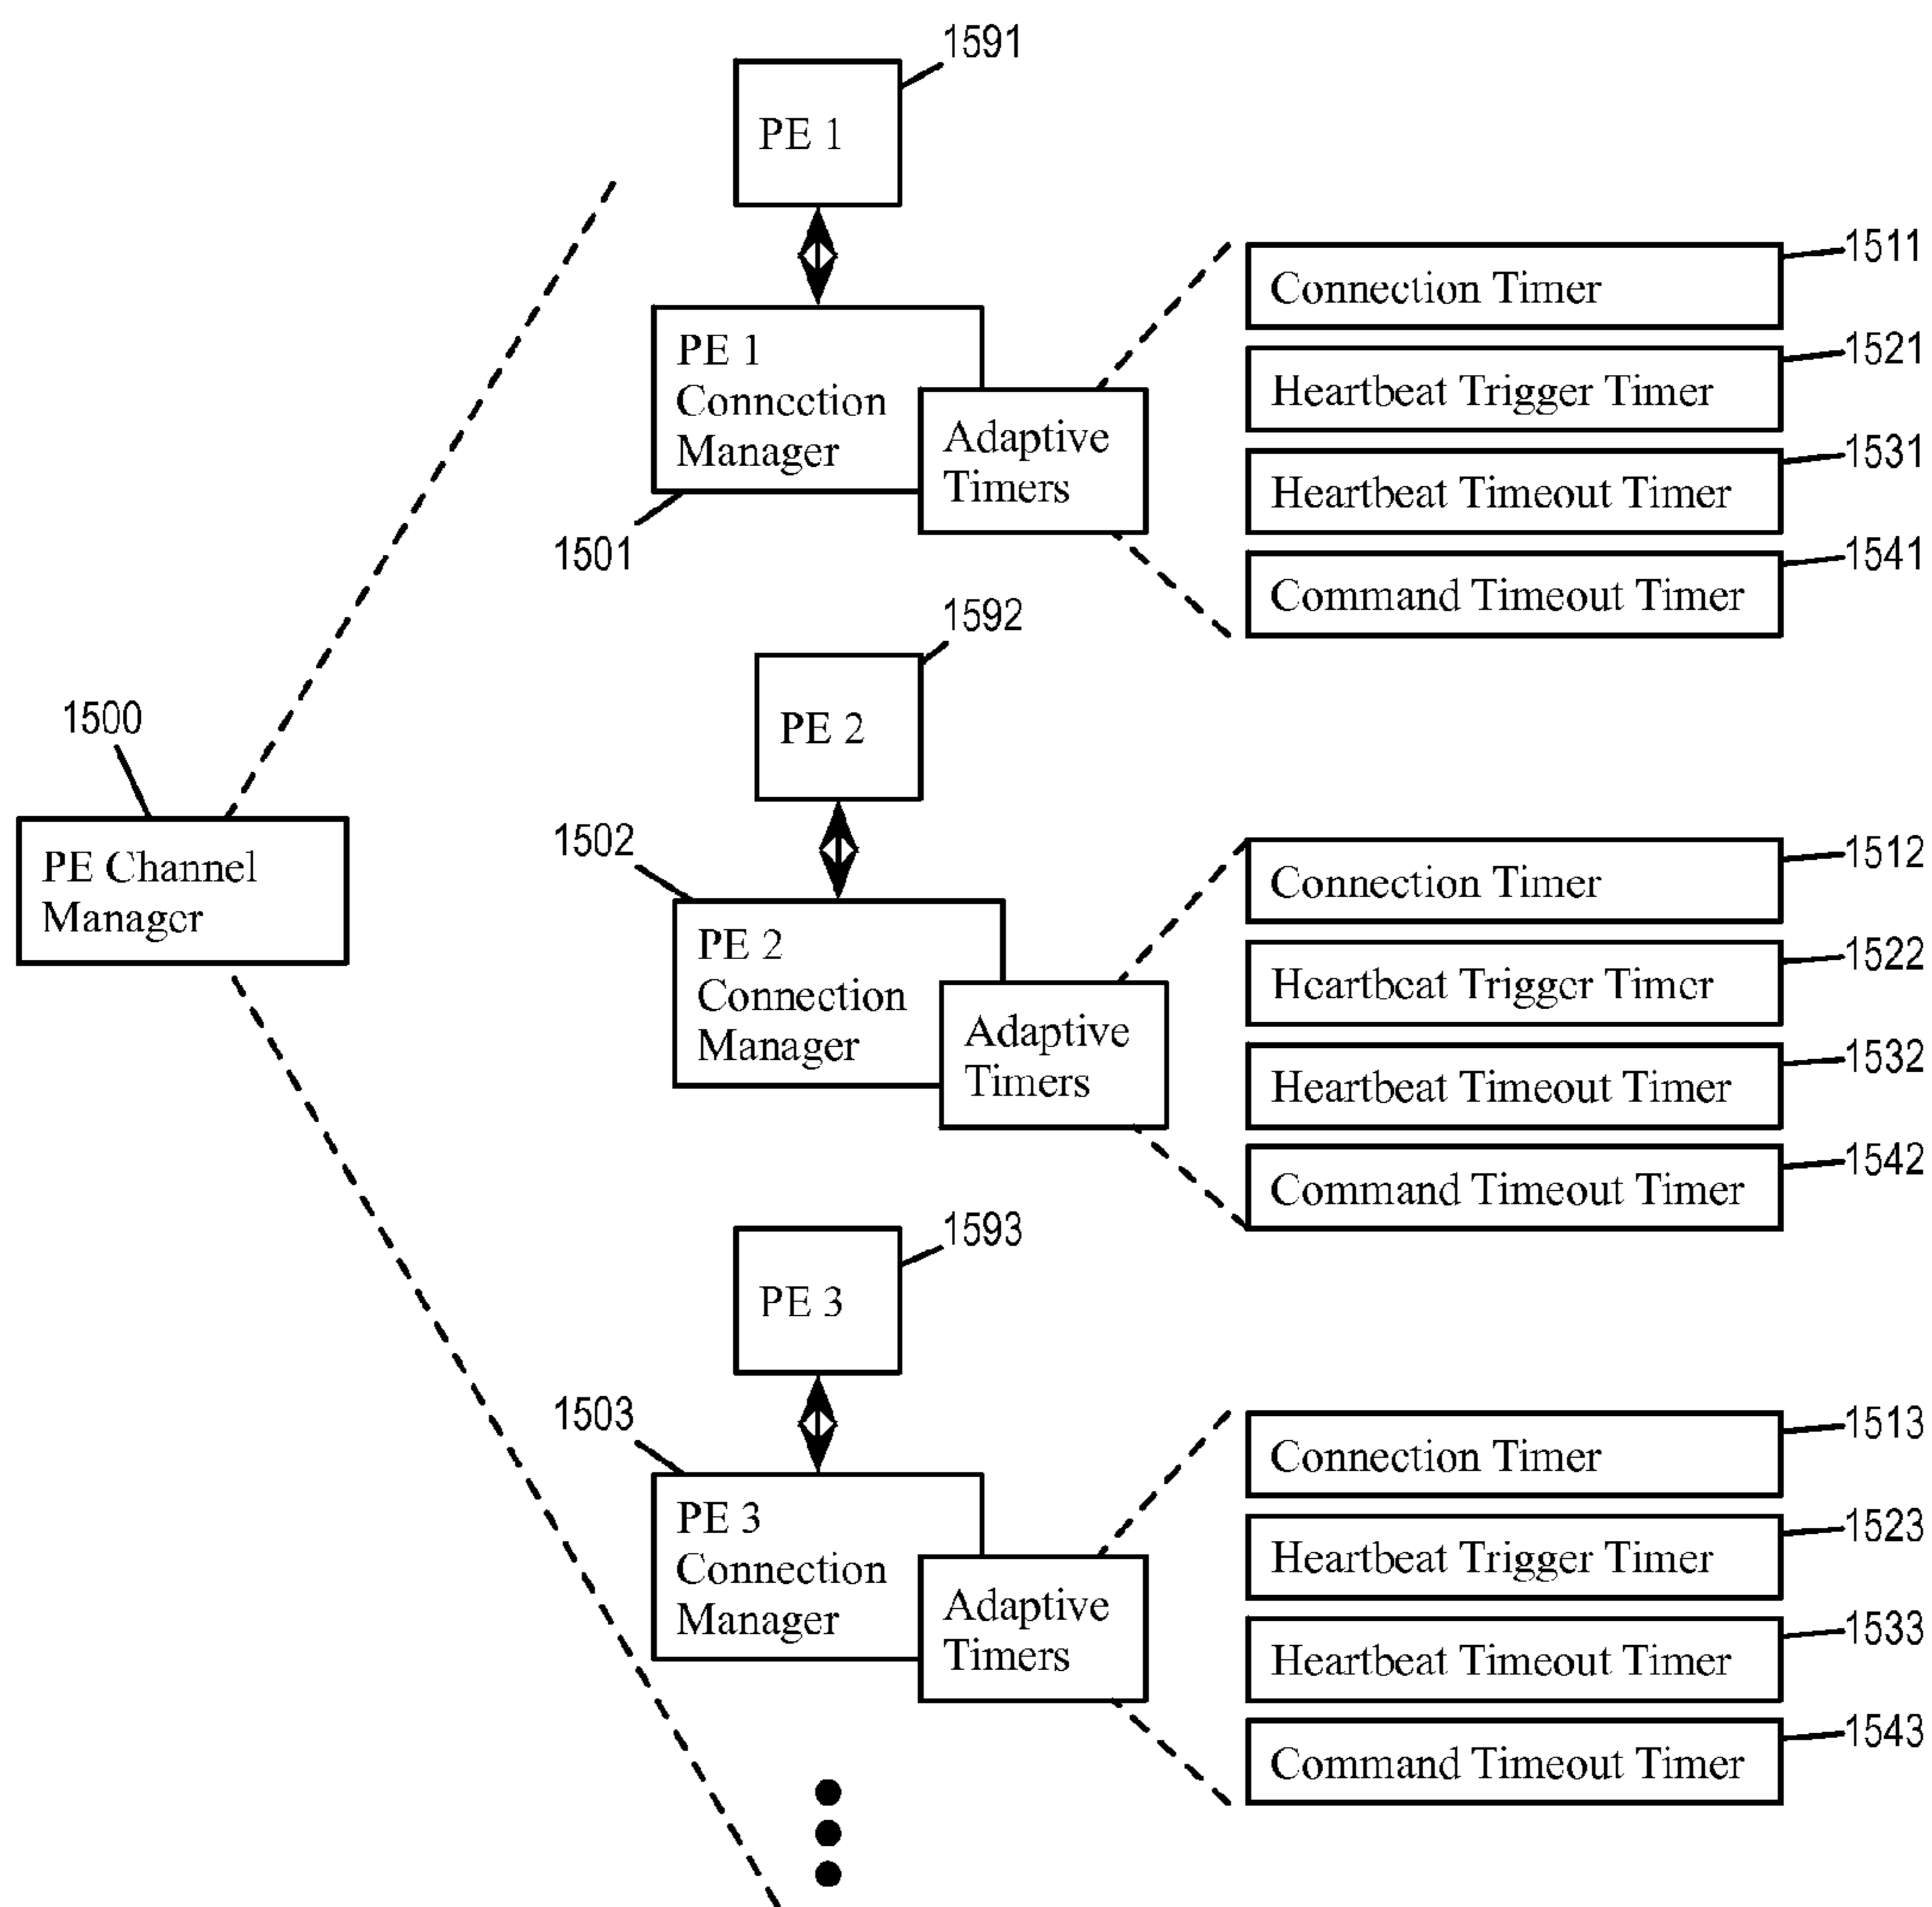 1591
PE 1
1511
Connection Timer
1521
PE 1
Connection
Manager
Heartbeat Trigger Timer
Adaptive
Timers
1531
Heartbeat Timeout Timer
1501
1541
Command Timeout Timer
1592
PE 2
1500
PE Channel
Manager
1502
1512
Connection Timer
PE 2
Connection
Manager
1522
Heartbeat Trigger Timer
Adaptive
Timers
1532
Heartbeat Timeout Timer
1542
Command Timeout Timer
1593
PE 3
1503
1513
Connection Timer
PE 3
Connection
Manager
1523
Heartbeat Trigger Timer
Adaptive
Timers
1533
Heartbeat Timeout Timer
1543
Command Timeout Timer